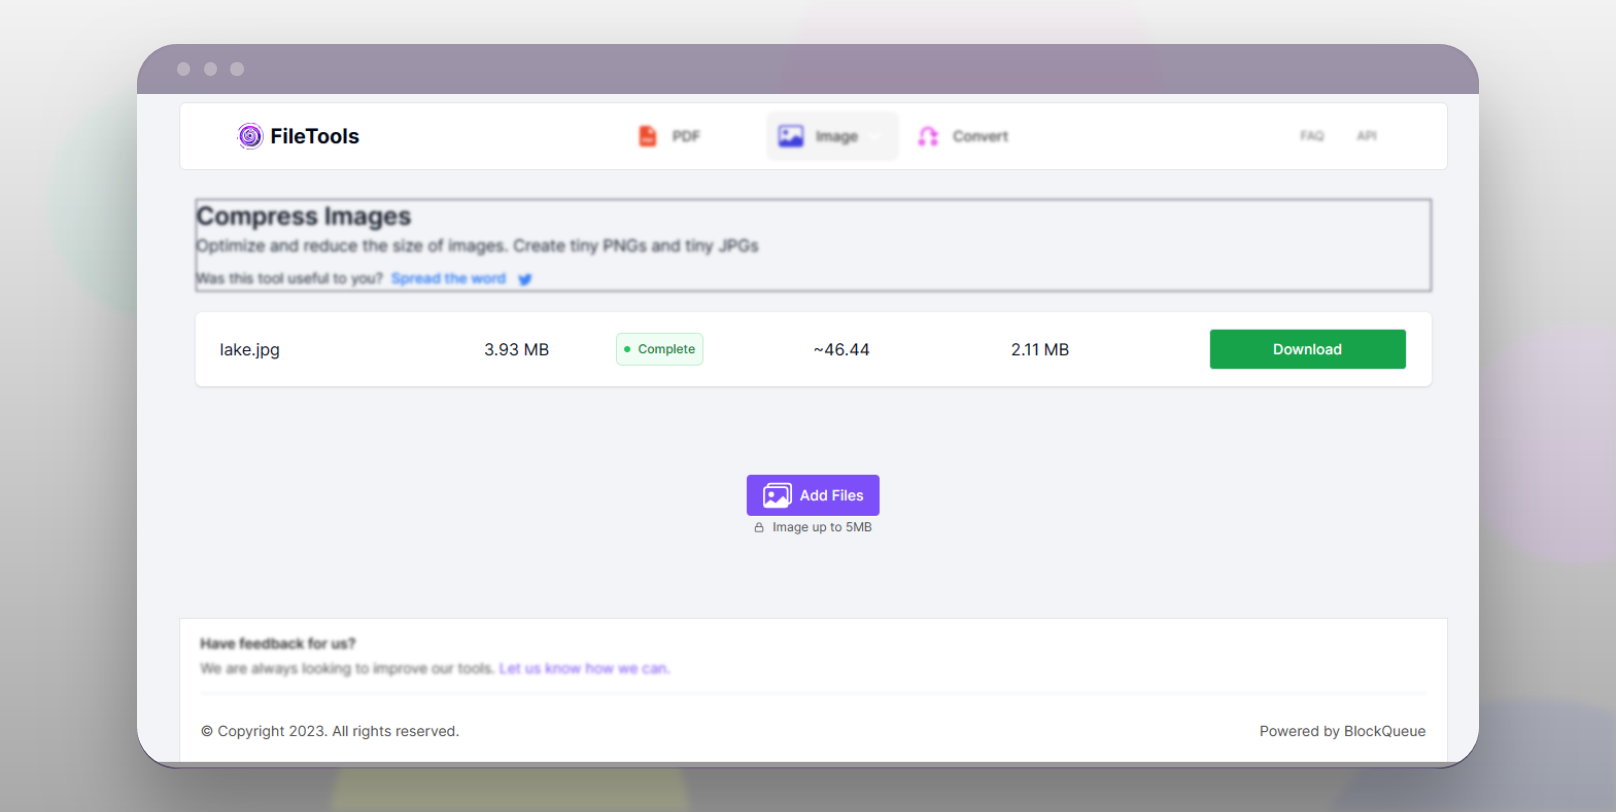 FileTools
PDF
Image
Convert
FAQ
API
Compress Images
Optimize and reduce the size of images. Create tiny PNGs and tiny JPGs
Was this tool useful to you? Spread the word
lake.jpg
3.93 MB
Complete
~46.44
2.11 MB
Download
Add Files
Image up to 5MB
Have feedback for us?
We are always looking to improve our tools. Let us know how we can.
© Copyright 2023. All rights reserved.
Powered by BlockQueue